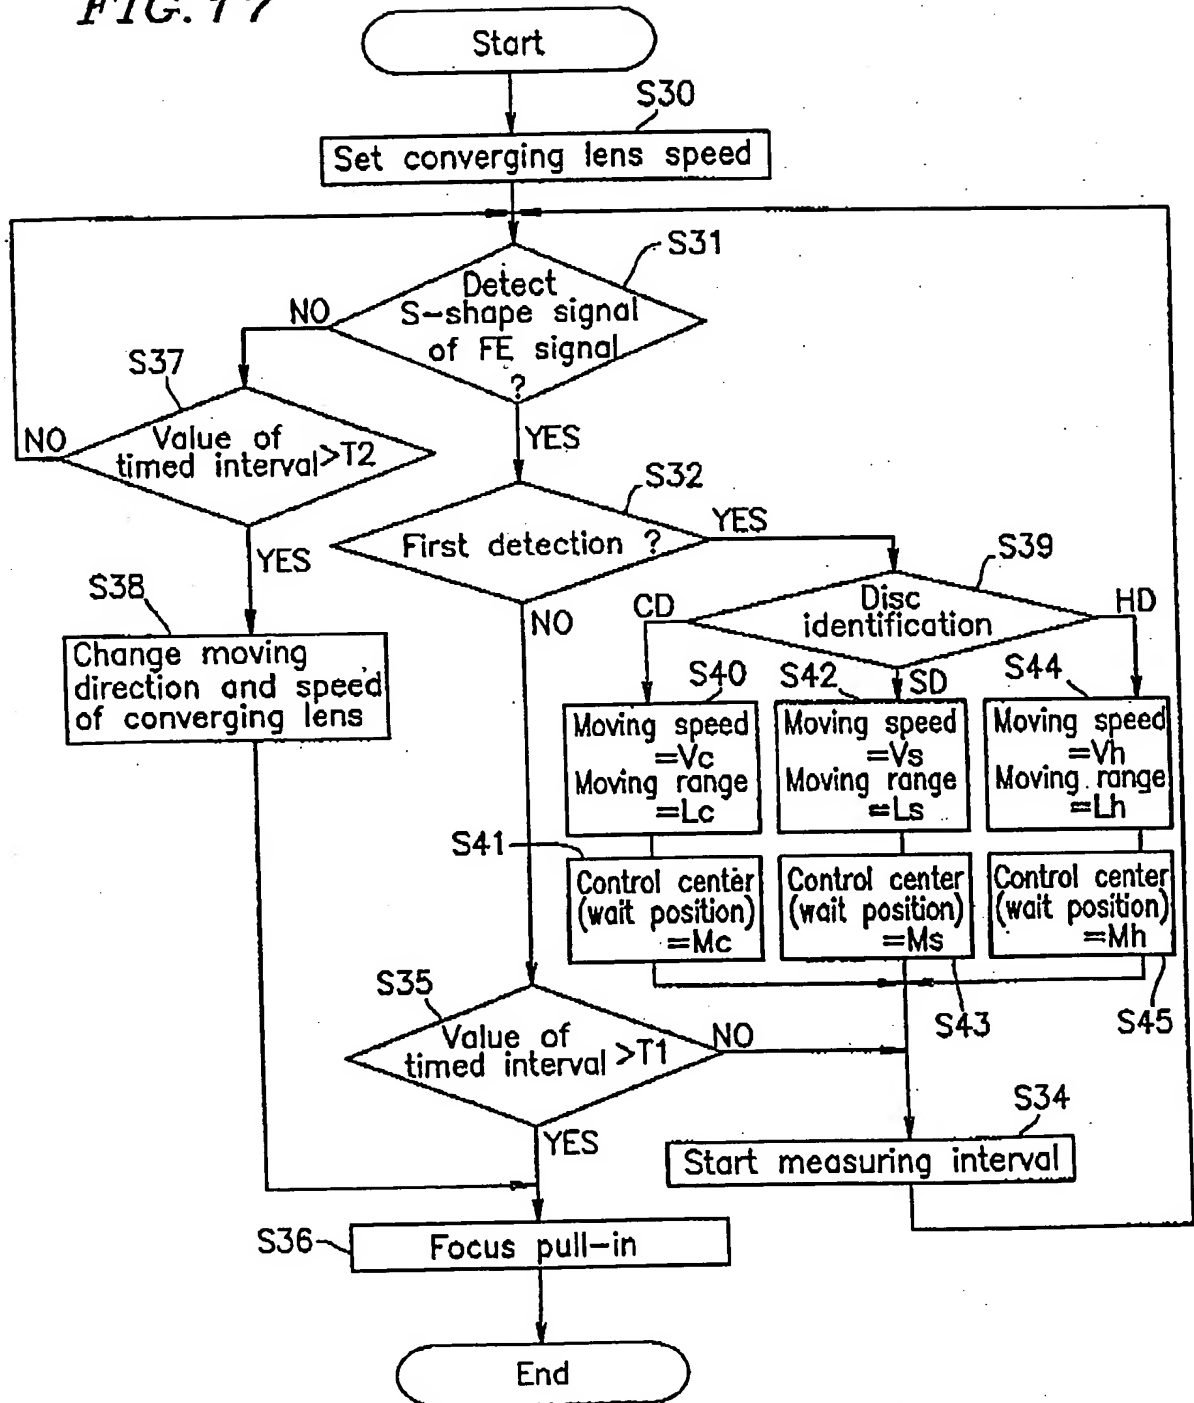 FIG. 17
Start
S30
Set converging lens speed
S31
Detect
S-shape signal
of FE signal
?
NO
YES
S37
Value of
timed interval>T2
NO
YES
S32
First detection ?
YES
NO
S38
Change moving
direction and speed
of converging lens
S39
Disc
identification
CD
SD
HD
S40
Moving speed
=Vc
Moving range
=Lc
S42
Moving speed
=Vs
Moving range
=Ls
S44
Moving speed
=Vh
Moving range
=Lh
S41
Control center
(wait position)
=Mc
Control center
(wait position)
=Ms
Control center
(wait position)
=Mh
S43
S45
S35
Value of
timed interval >T1
NO
YES
S34
Start measuring interval
S36
Focus pull-in
End